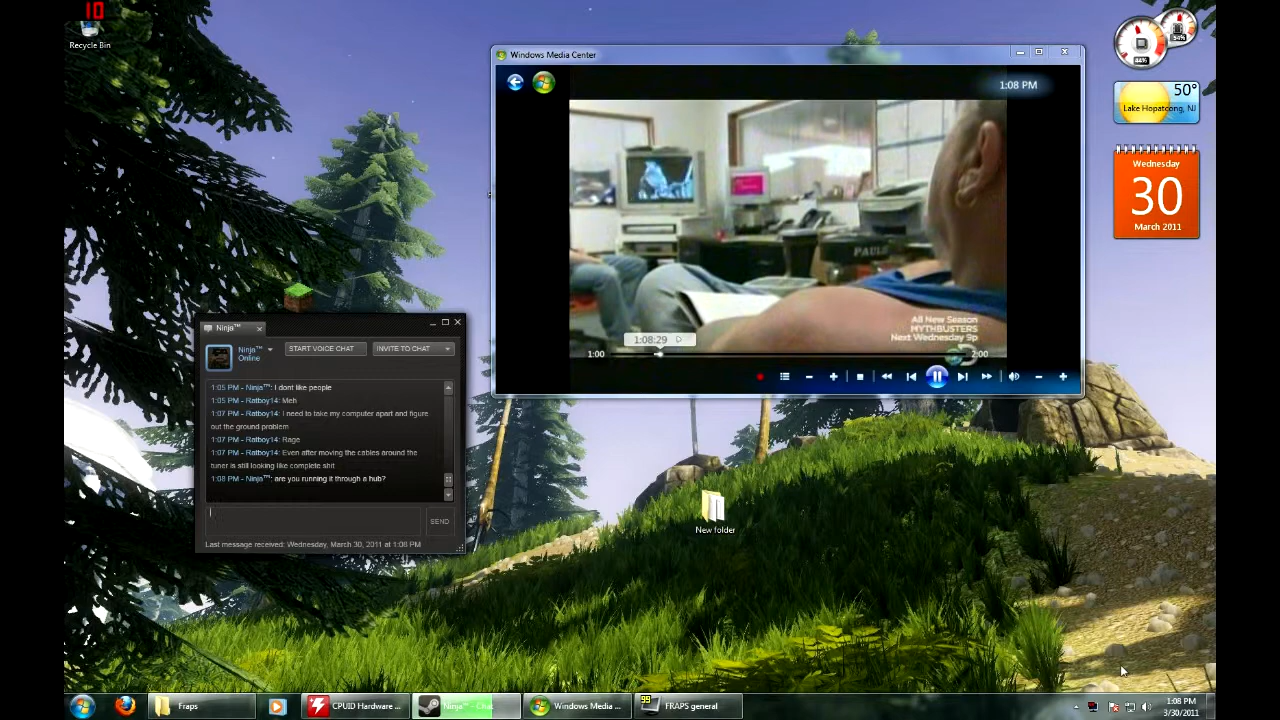 10
Recycle Bin
Windows Media Center
1:08 PM
PAULS
All New Season
MYTHBUSTERS
Next Wednesday 9p
1:08:29
1:00
2:00
44%
54%
50°
Lake Hopatcong, NJ
Wednesday
30
March 2011
Ninja™
Ninja™
Online
START VOICE CHAT
INVITE TO CHAT
1:05 PM - Ninja™: I dont like people
1:05 PM - Ratboy14: Meh
1:07 PM - Ratboy14: I need to take my computer apart and figure
out the ground problem
1:07 PM - Ratboy14: Rage
1:07 PM - Ratboy14: Even after moving the cables around the
tuner is still looking like complete shit
1:08 PM - Ninja™: are you running it through a hub?
SEND
Last message received: Wednesday, March 30, 2011 at 1:08 PM
New folder
Fraps
CPUID Hardware ...
Ninja™ - Chat
Windows Media ...
99
FRAPS general
1:08 PM
3/30/2011